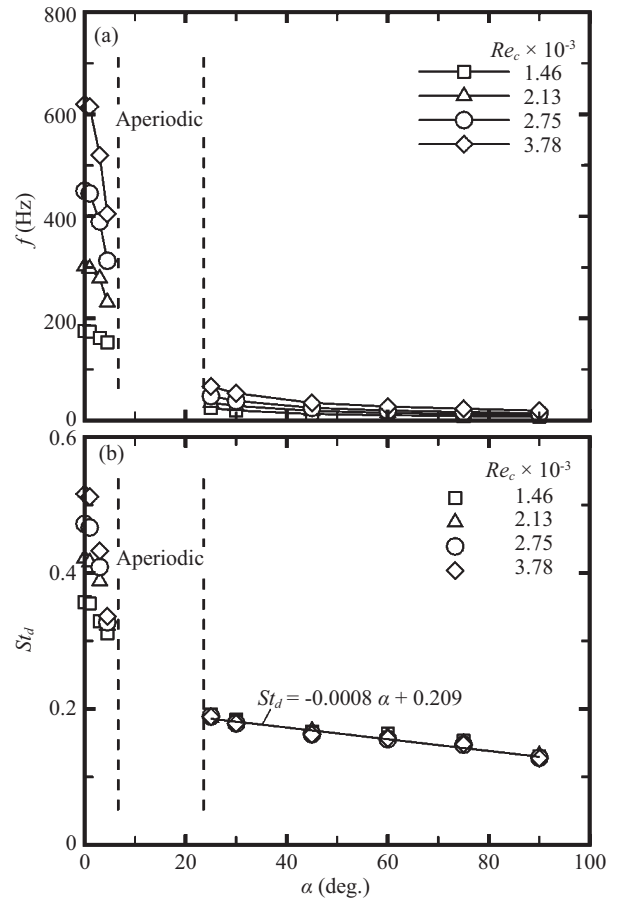 800
(a)
Re_c × 10^-3
1.46
2.13
2.75
3.78
600
Aperiodic
f (Hz)
400
200
0
0.6
(b)
Re_c × 10^-3
1.46
2.13
2.75
3.78
Aperiodic
0.4
St_d
St_d = -0.0008 α + 0.209
0.2
0
0 20 40 60 80 100
α (deg.)